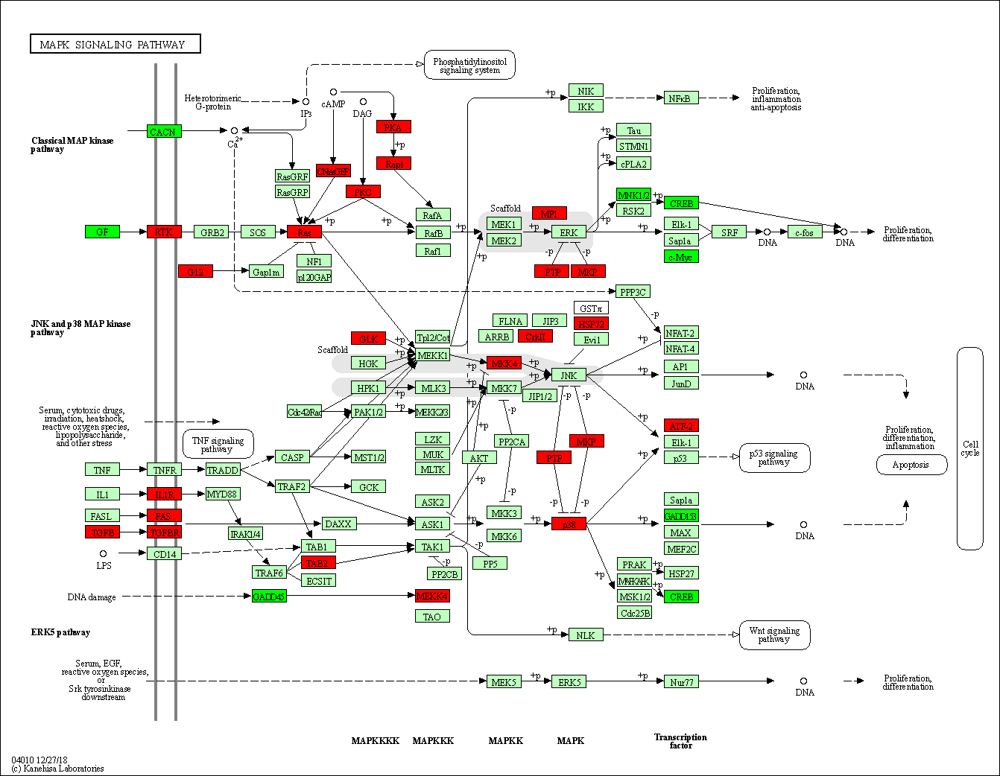 MAPK SIGNALING PATHWAY
Phosphatidylinositol
signaling system
Heterotorimeric
G-protein
IP3
cAMP
DAG
+p
NIK
IKK
NFκB
Proliferation,
inflammation
anti-apoptosis
Classical MAP kinase
pathway
CACN
Ca2+
PKA
+p
Rap1
CNasGEF
RasGRF
RasGRP
PKC
+p
+p
Tau
STMN1
cPLA2
+p
+p
MNK1/2
RSK2
+p
CREB
Scaffold
MP1
MEK1
MEK2
+p
ERK
+p
+p
Elk-1
Sap1a
c-Myc
SRF
DNA
c-fos
DNA
Proliferation,
differentiation
GF
RTK
GRB2
SOS
Ras
RafA
RafB
Raf1
+p
+p
G12
Gap1m
NF1
p120GAP
-p
-p
PTP
MKP
PPP3C
-p
JNK and p38 MAP kinase
pathway
GSTπ
HSP72
Evi1
FLNA
JIP3
ARRB
CrkII
NFAT-2
NFAT-4
GLK
+p
Tpl2/Cot
MEKK1
Scaffold
HGK
+p
+p
MKK4
+p
JNK
+p
+p
AP1
JunD
DNA
Cell
cycle
HPK1
+p
MLK3
+p
MKK7
+p
JIP1/2
-p
-p
+p
Cdc42/Rac
PAK1/2
+p
MEKK2/3
-p
Serum, cytotoxic drugs,
irradiation, heatshock,
reactive oxygen species,
lipopolysaccharide,
and other stress
TNF signaling
pathway
LZK
MUK
MLTK
+p
AKT
PP2CA
MKP
PTP
ATF-2
Elk-1
p53
+p
p53 signaling
pathway
Proliferation,
differentiation,
inflammation
Apoptosis
CASP
MST1/2
TNF
TNFR
TRADD
TRAF2
GCK
+p
-p
-p
-p
IL1
IL1R
MYD88
ASK2
MKK3
MKK6
Sap1a
GADD153
MAX
MEF2C
FASL
FAS
DAXX
ASK1
+p
+p
p38
+p
DNA
TGFB
TGFBR
IRAK1/4
LPS
CD14
TAB1
TAK1
-p
PP5
TAB2
TRAF6
ECSIT
-p
PP2CB
+p
PRAK
MAPKAPK
MSK1/2
Cdc25B
+p
+p
HSP27
CREB
DNA damage
GADD45
MEKK4
TAO
ERK5 pathway
+p
NLK
Wnt signaling
pathway
Serum, EGF,
reactive oxygen species,
or
Srk tyrosinkinase
downstream
MEK5
+p
ERK5
+p
Nur77
DNA
Proliferation,
differentiation
MAPKKKK
MAPKKK
MAPKK
MAPK
Transcription
factor
04010 12/27/18
(c) Kanehisa Laboratories